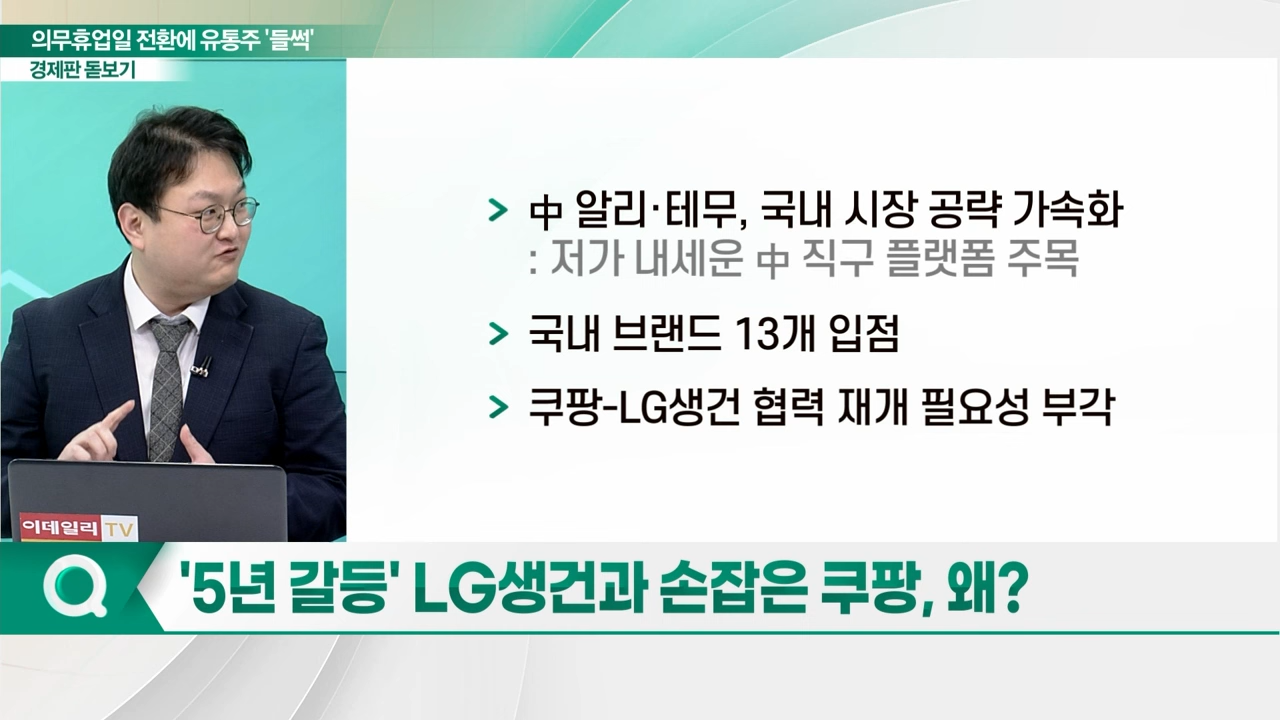 의무휴업일 전환에 유통주 '들썩'
경제판 돋보기
> 中 알리·테무, 국내 시장 공략 가속화
: 저가 내세운 中 직구 플랫폼 주목
> 국내 브랜드 13개 입점
> 쿠팡-LG생건 협력 재개 필요성 부각
이데일리 TV
Q '5년 갈등' LG생건과 손잡은 쿠팡, 왜?